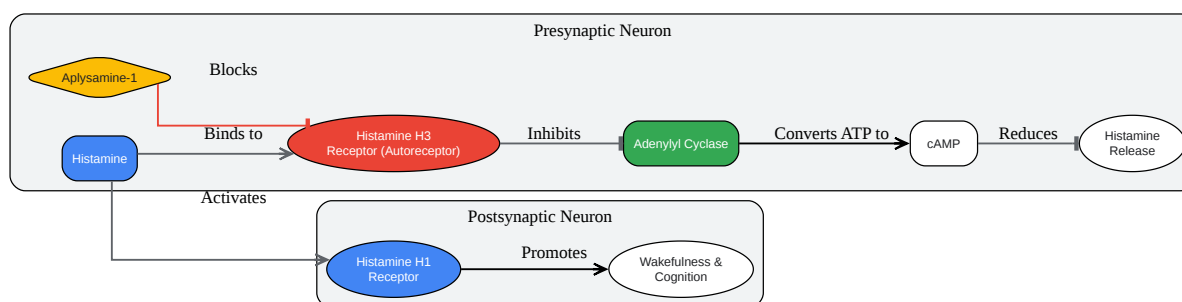 Presynaptic Neuron
Aplysamine-1
Blocks
Histamine
Binds to
Histamine H3
Receptor (Autoreceptor)
Inhibits
Adenylyl Cyclase
Converts ATP to
cAMP
Reduces
Histamine
Release
Activates
Postsynaptic Neuron
Histamine H1
Receptor
Promotes
Wakefulness &
Cognition